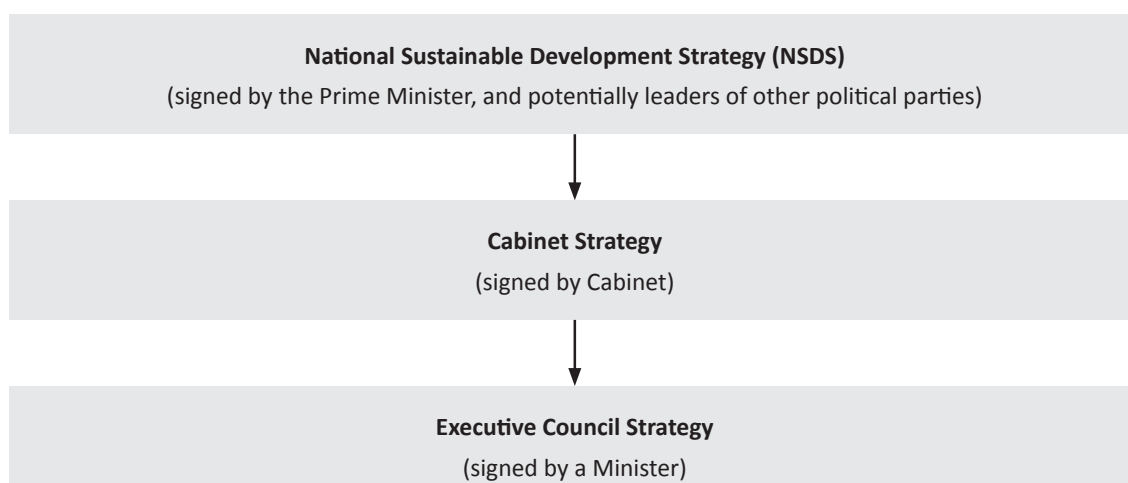 National Sustainable Development Strategy (NSDS)
(signed by the Prime Minister, and potentially leaders of other political parties)
Cabinet Strategy
(signed by Cabinet)
Executive Council Strategy
(signed by a Minister)